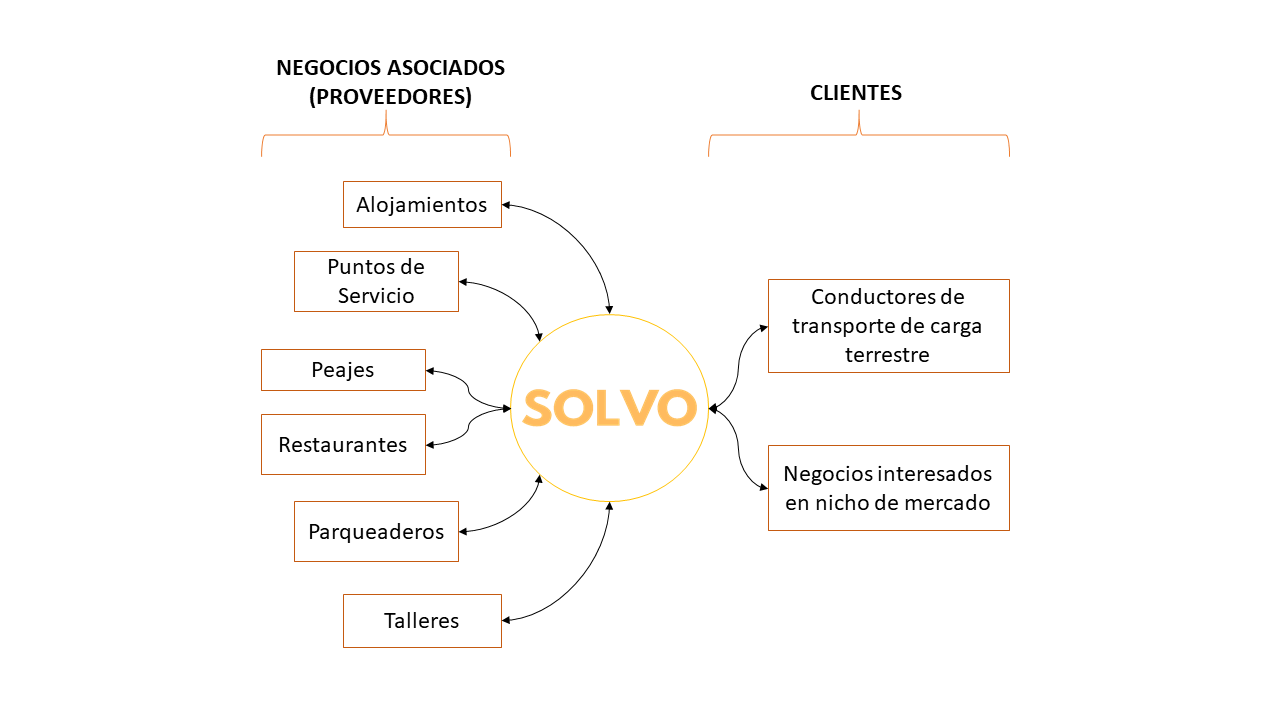 NEGOCIOS ASOCIADOS
(PROVEEDORES)
CLIENTES
Alojamientos
Puntos de
Servicio
Peajes
Restaurantes
Parqueaderos
Talleres
SOLVO
Conductores de
transporte de carga
terrestre
Negocios interesados
en nicho de mercado